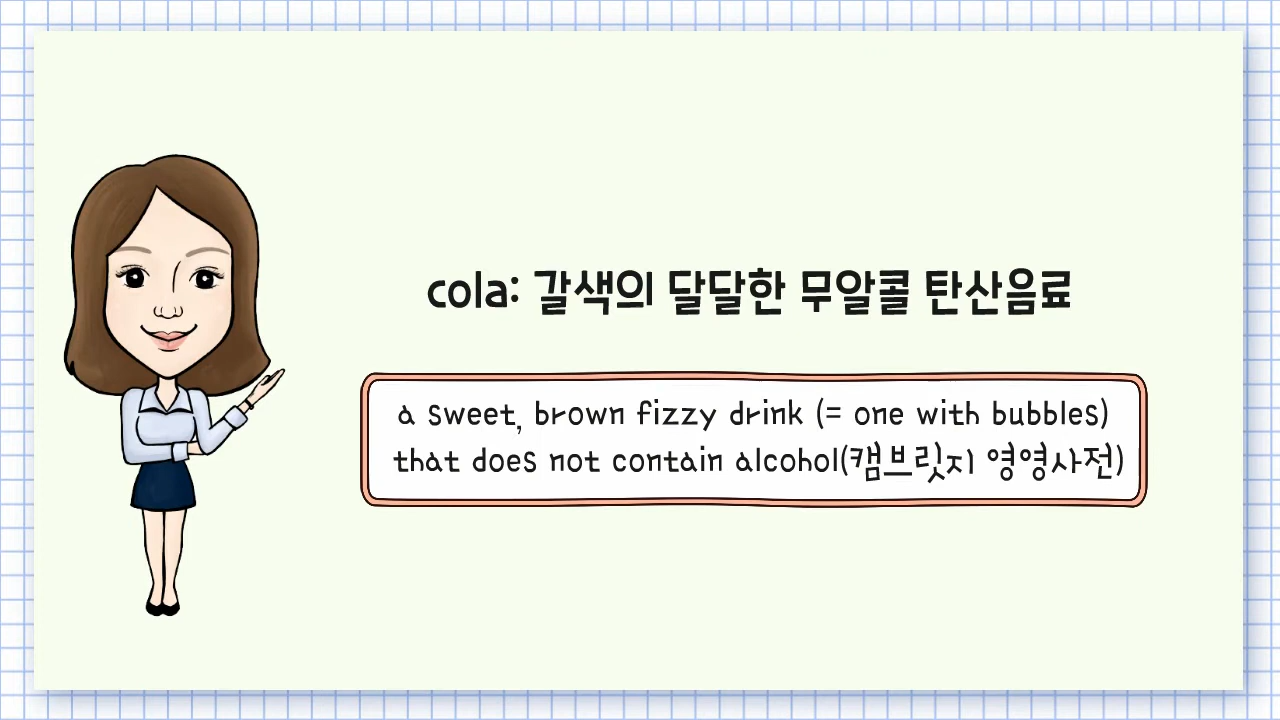 cola: 갈색의 달달한 무알콜 탄산음료
a sweet, brown fizzy drink (= one with bubbles)
that does not contain alcohol(캠브릿지 영영사전)